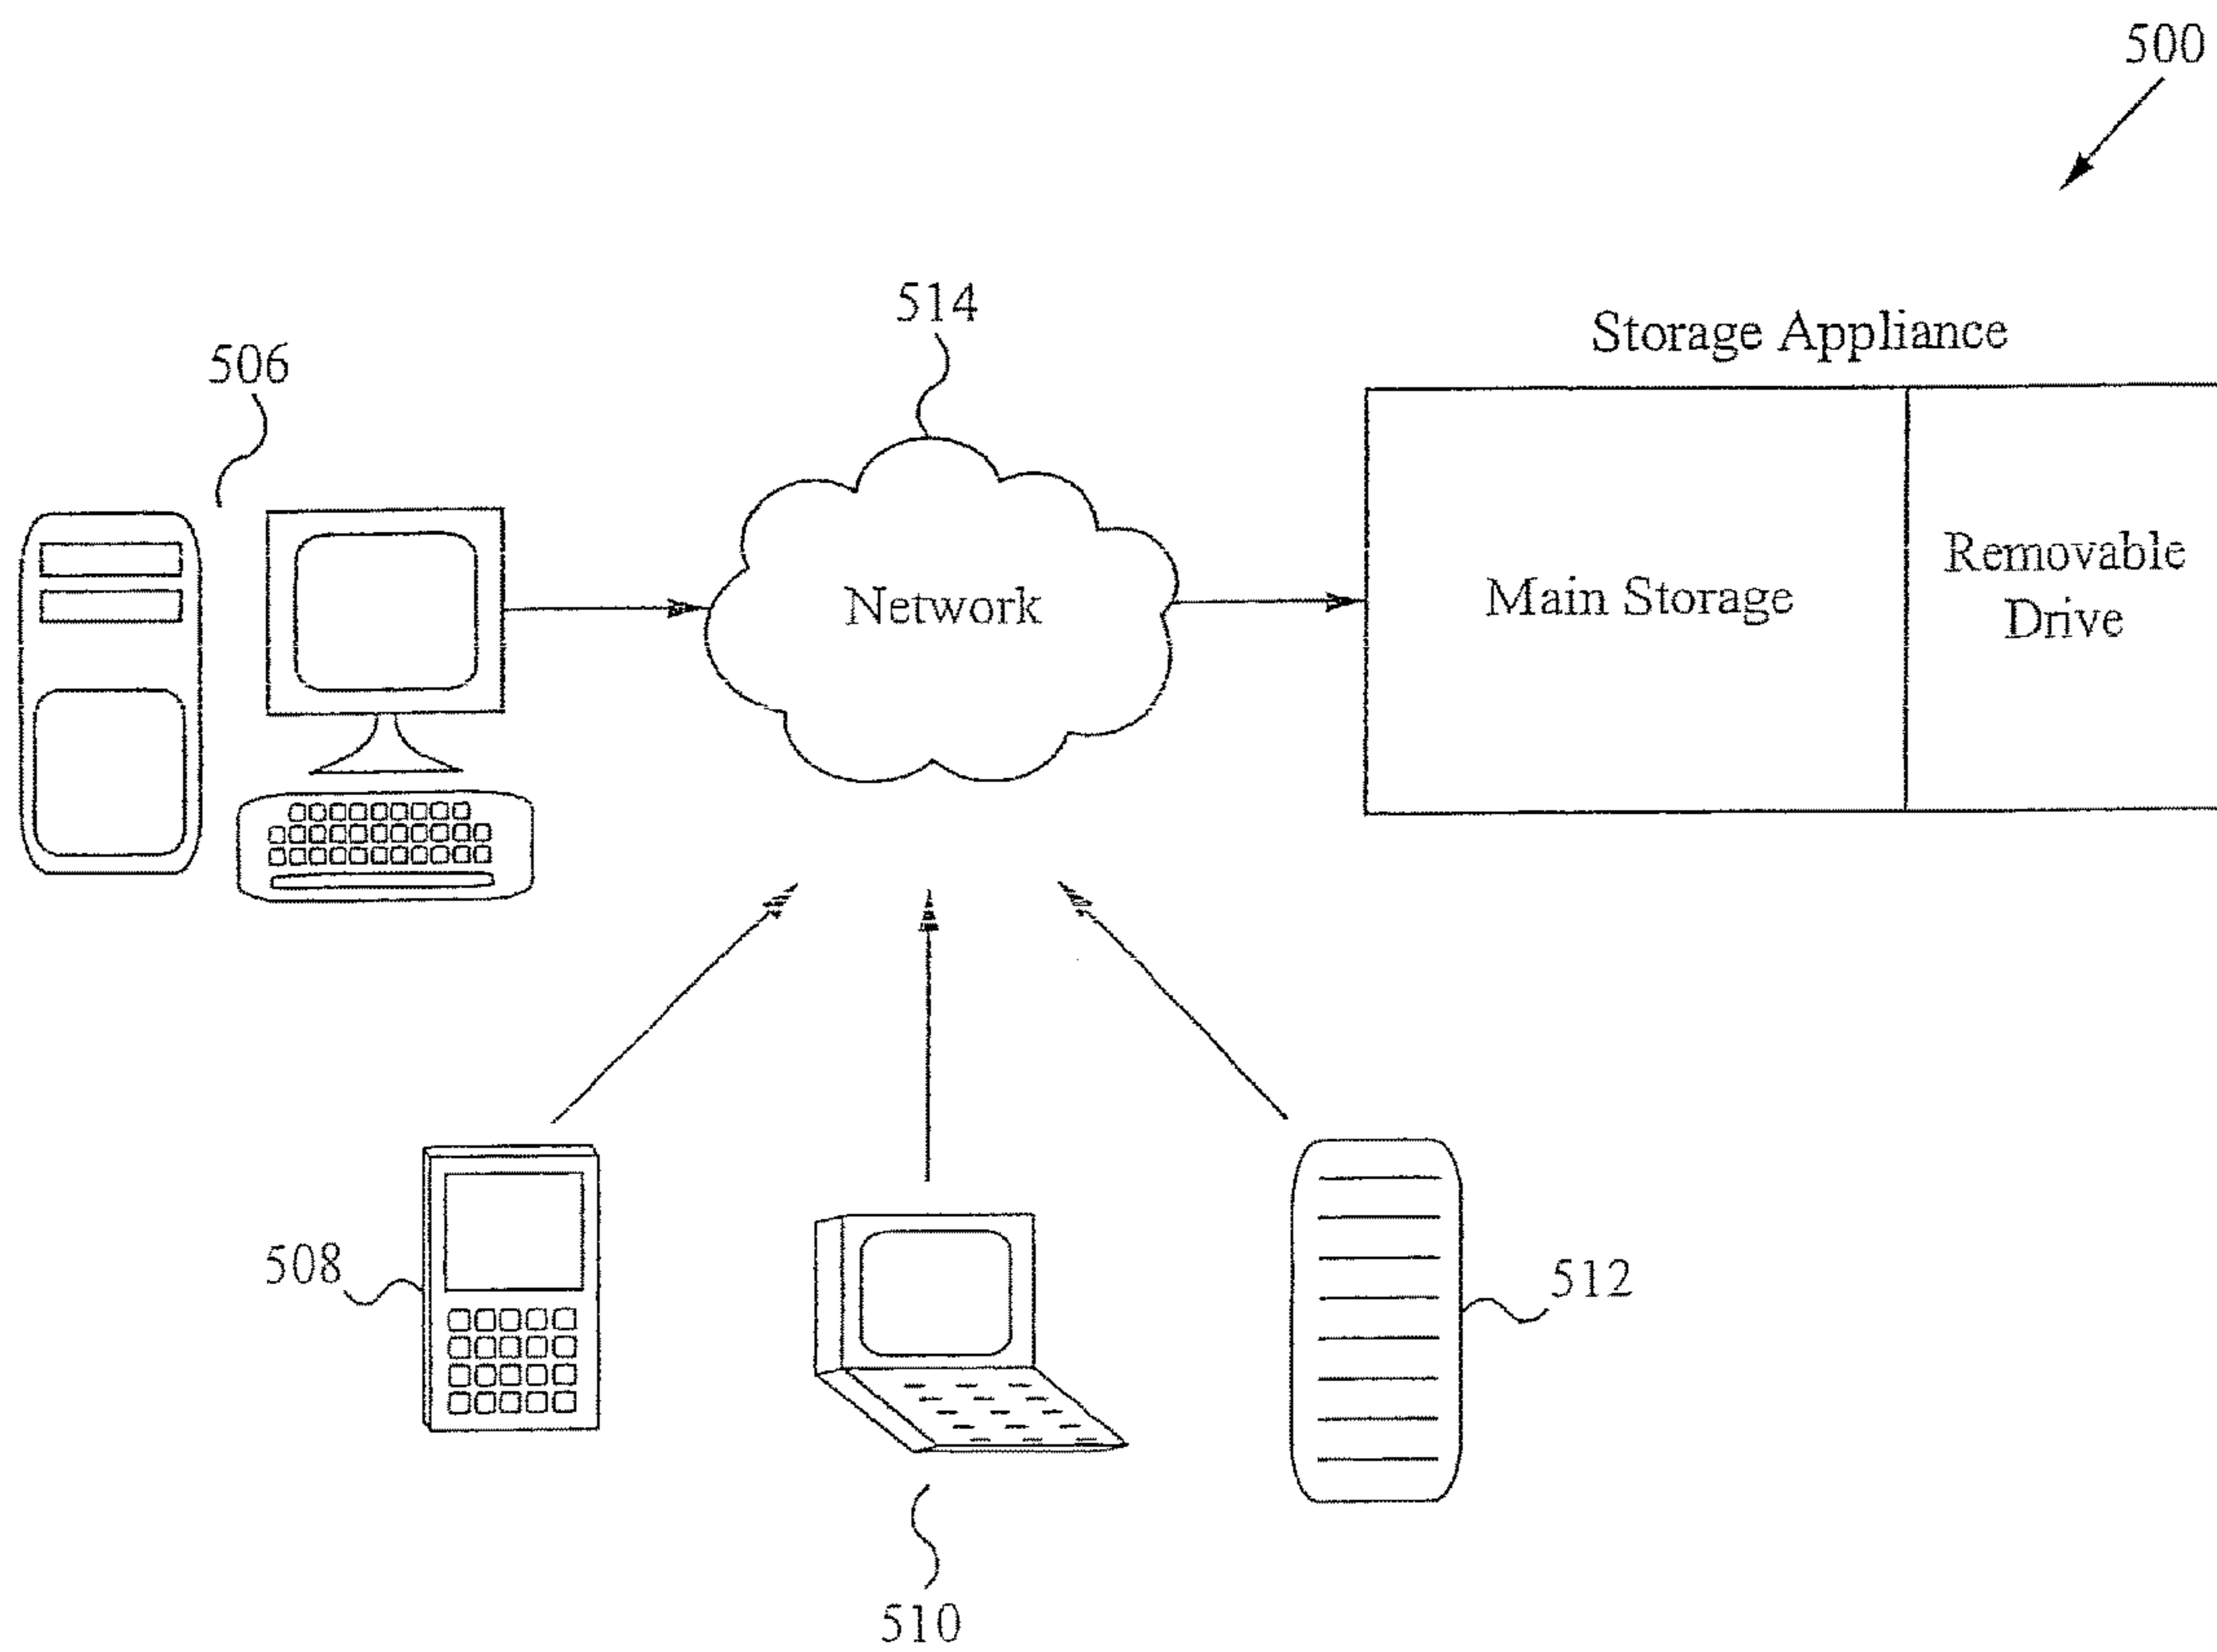 500
514
Storage Appliance
506
Removable
Drive
Main Storage
Network
508
512
510